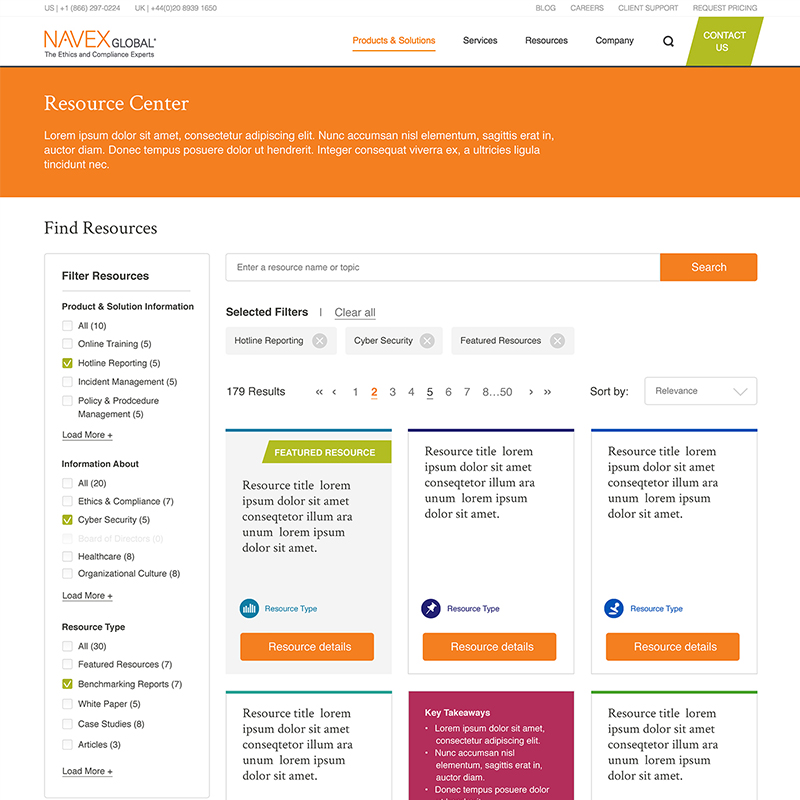 US | +1 (866) 297-0224 UK | +44(0)20 8939 1650 BLOG CAREERS CLIENT SUPPORT REQUEST PRICING
NAVEX GLOBAL®
The Ethics and Compliance Experts
Products & Solutions Services Resources Company
CONTACT
US
Resource Center
Lorem ipsum dolor sit amet, consectetur adipiscing elit. Nunc accumsan nisl elementum, sagittis erat in,
auctor diam. Donec tempus posuere dolor ut hendrerit. Integer consequat viverra ex, a ultricies ligula
tincidunt nec.
Find Resources
Filter Resources
Product & Solution Information
All (10)
Online Training (5)
Hotline Reporting (5)
Incident Management (5)
Policy & Prodcedure
Management (5)
Load More +
Information About
All (20)
Ethics & Compliance (7)
Cyber Security (5)
Board of Directors (0)
Healthcare (8)
Organizational Culture (8)
Load More +
Resource Type
All (30)
Featured Resources (7)
Benchmarking Reports (7)
White Paper (5)
Case Studies (8)
Articles (3)
Load More +
Enter a resource name or topic Search
Selected Filters | Clear all
Hotline Reporting Cyber Security Featured Resources
179 Results ‹‹ ‹ 1 2 3 4 5 6 7 8...50 › ›› Sort by: Relevance
FEATURED RESOURCE
Resource title lorem
ipsum dolor sit amet
conseqtetor illum ara
unum lorem ipsum
dolor sit amet.
Resource Type
Resource details
Resource title lorem
ipsum dolor sit amet
conseqtetor illum ara
unum lorem ipsum
dolor sit amet.
Resource Type
Resource details
Resource title lorem
ipsum dolor sit amet
conseqtetor illum ara
unum lorem ipsum
dolor sit amet.
Resource Type
Resource details
Resource title lorem
ipsum dolor sit amet
conseqtetor illum ara
unum lorem ipsum
dolor sit amet.
Key Takeaways
• Lorem ipsum dolor sit amet,
consectetur adipiscing elit.
• Nunc accumsan nisl
elementum, sagittis erat in,
auctor diam.
• Donec tempus posuere dolor
Resource title lorem
ipsum dolor sit amet
conseqtetor illum ara
unum lorem ipsum
dolor sit amet.